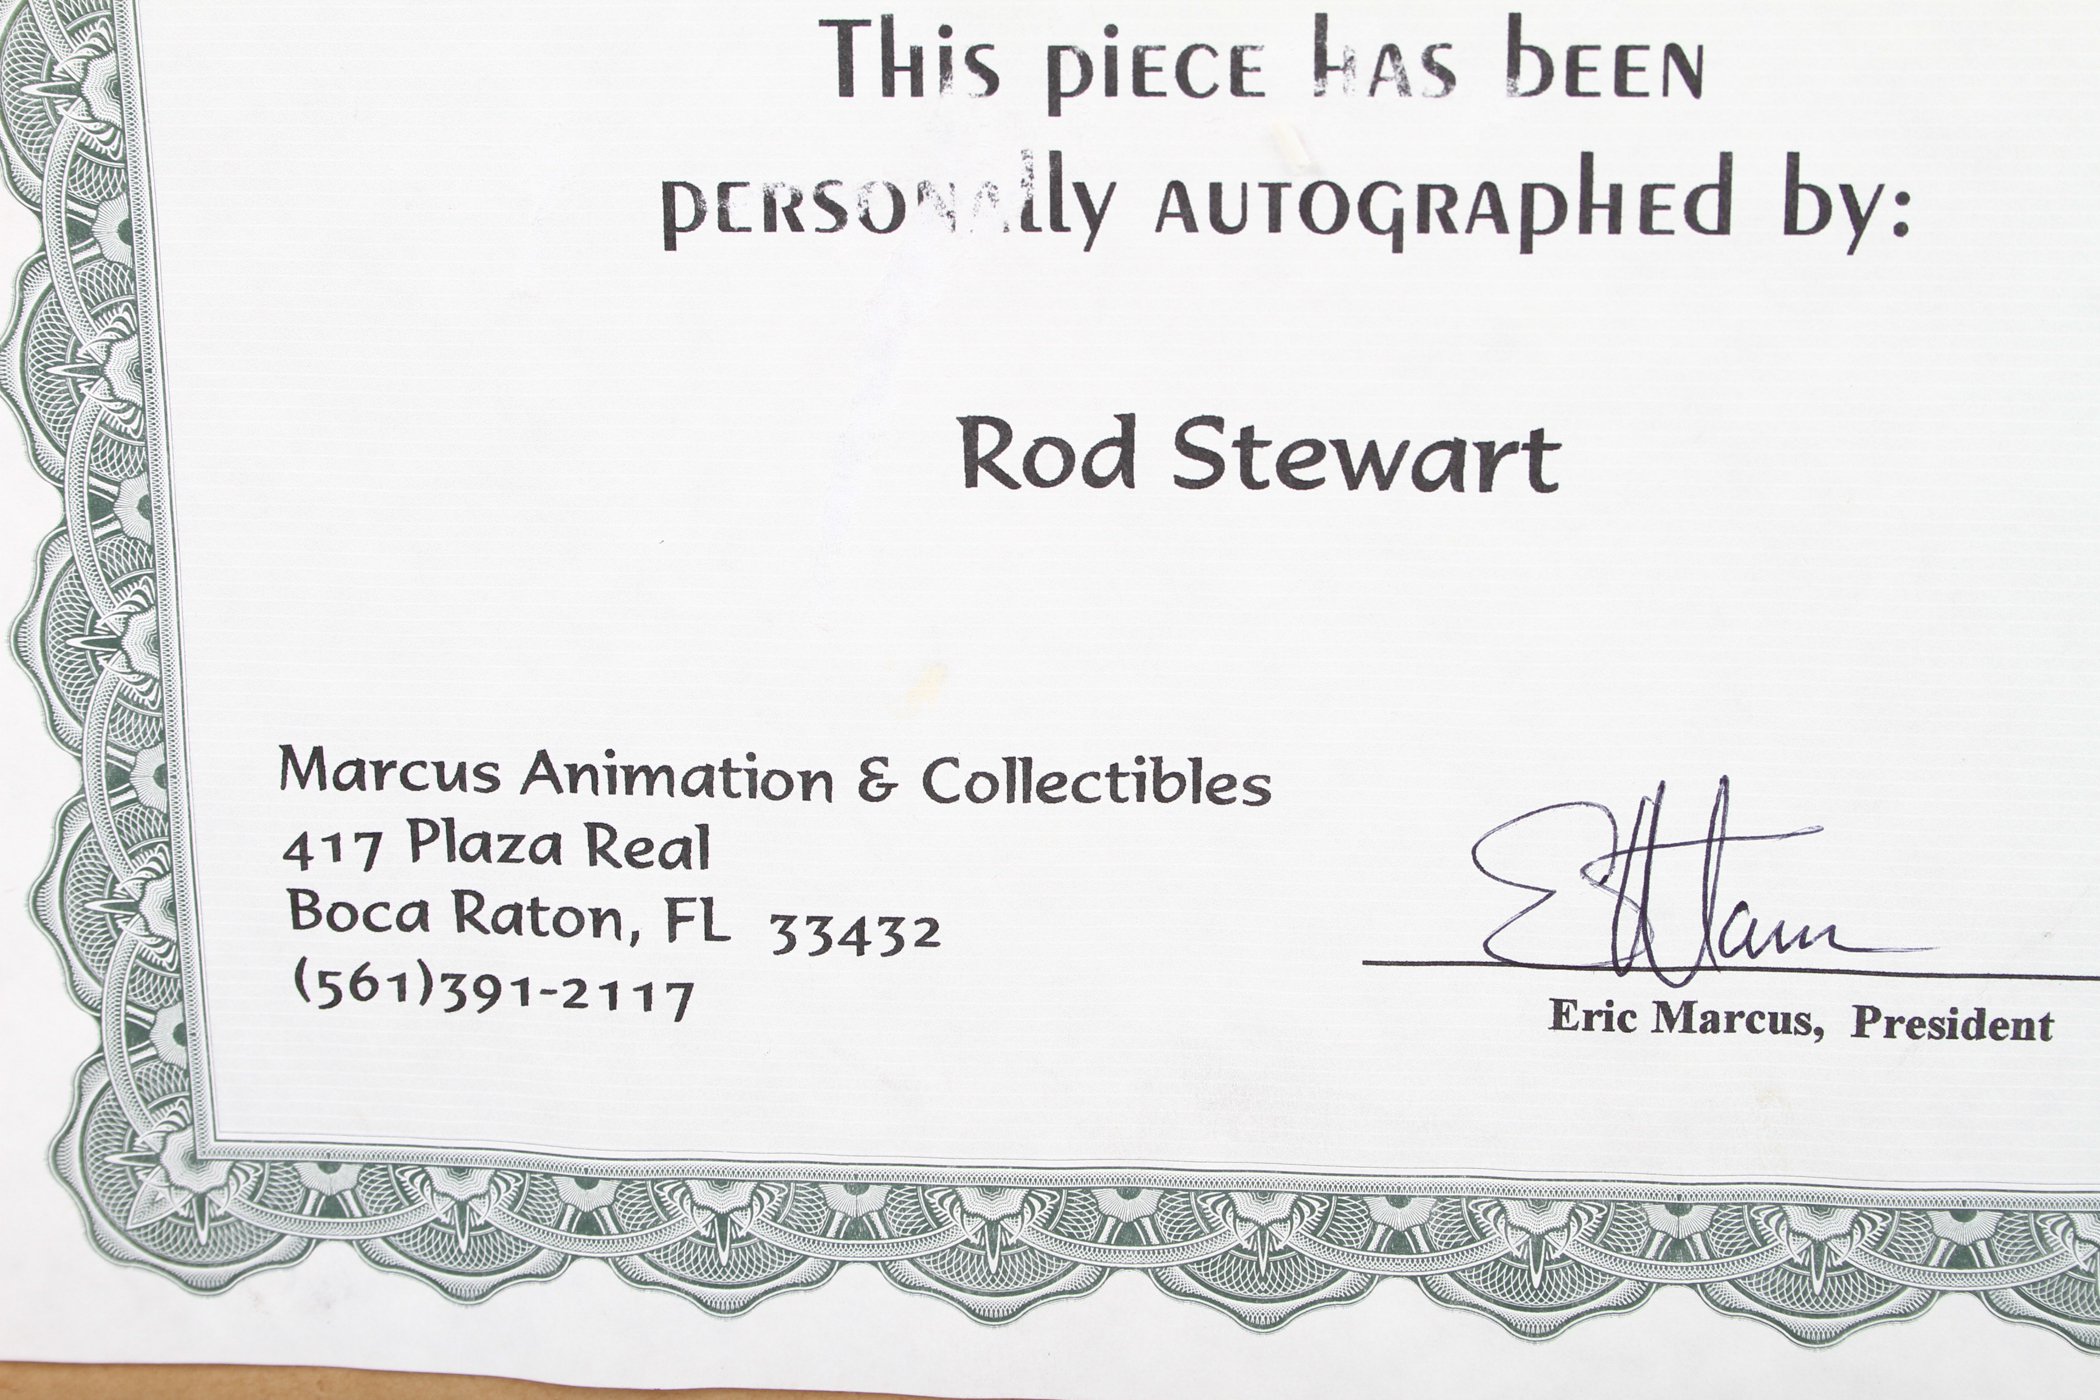 This piece has been
personally autographed by:
Rod Stewart
Marcus Animation & Collectibles
417 Plaza Real
Boca Raton, FL 33432
(561)391-2117
Eric Marcus, President